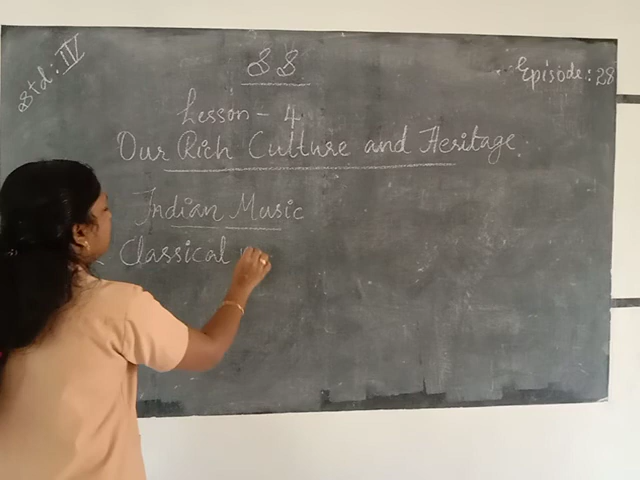 Std: IV
SS
Episode: 28
Lesson - 4
Our Rich Culture and Heritage
Indian Music
Classical